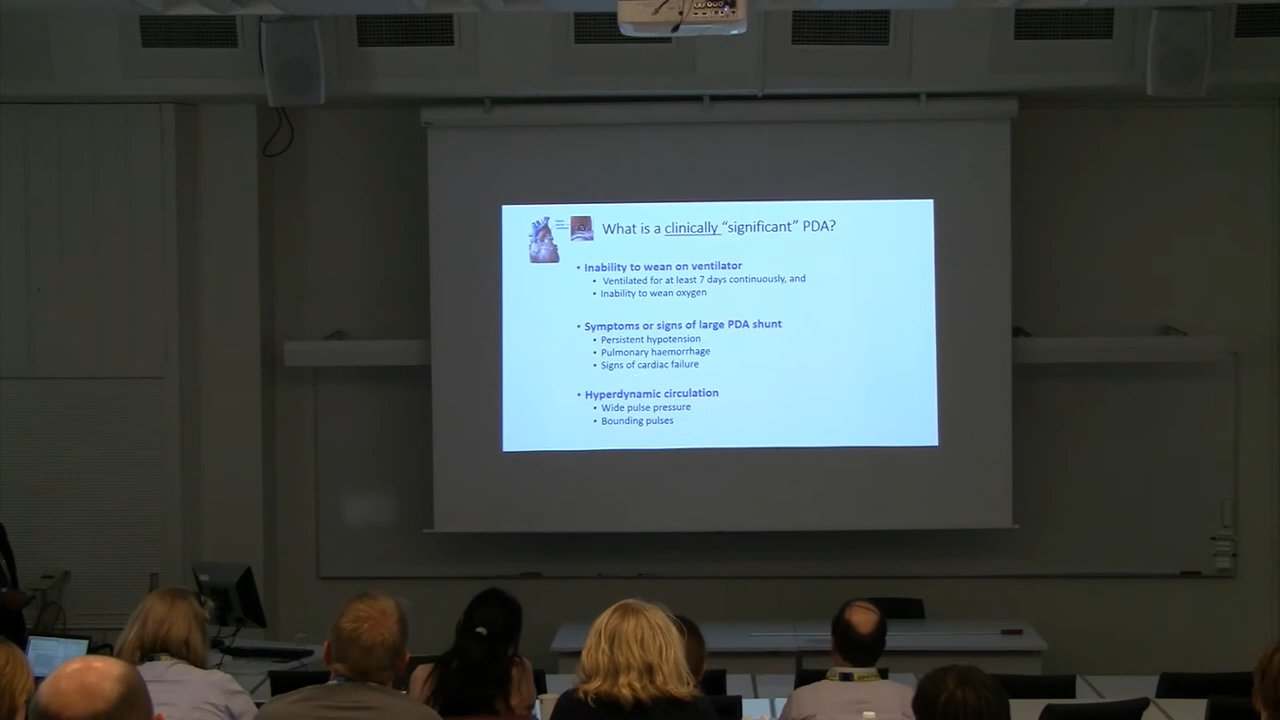 What is a clinically “significant” PDA?
• Inability to wean on ventilator
• Ventilated for at least 7 days continuously, and
• Inability to wean oxygen
• Symptoms or signs of large PDA shunt
• Persistent hypotension
• Pulmonary haemorrhage
• Signs of cardiac failure
• Hyperdynamic circulation
• Wide pulse pressure
• Bounding pulses